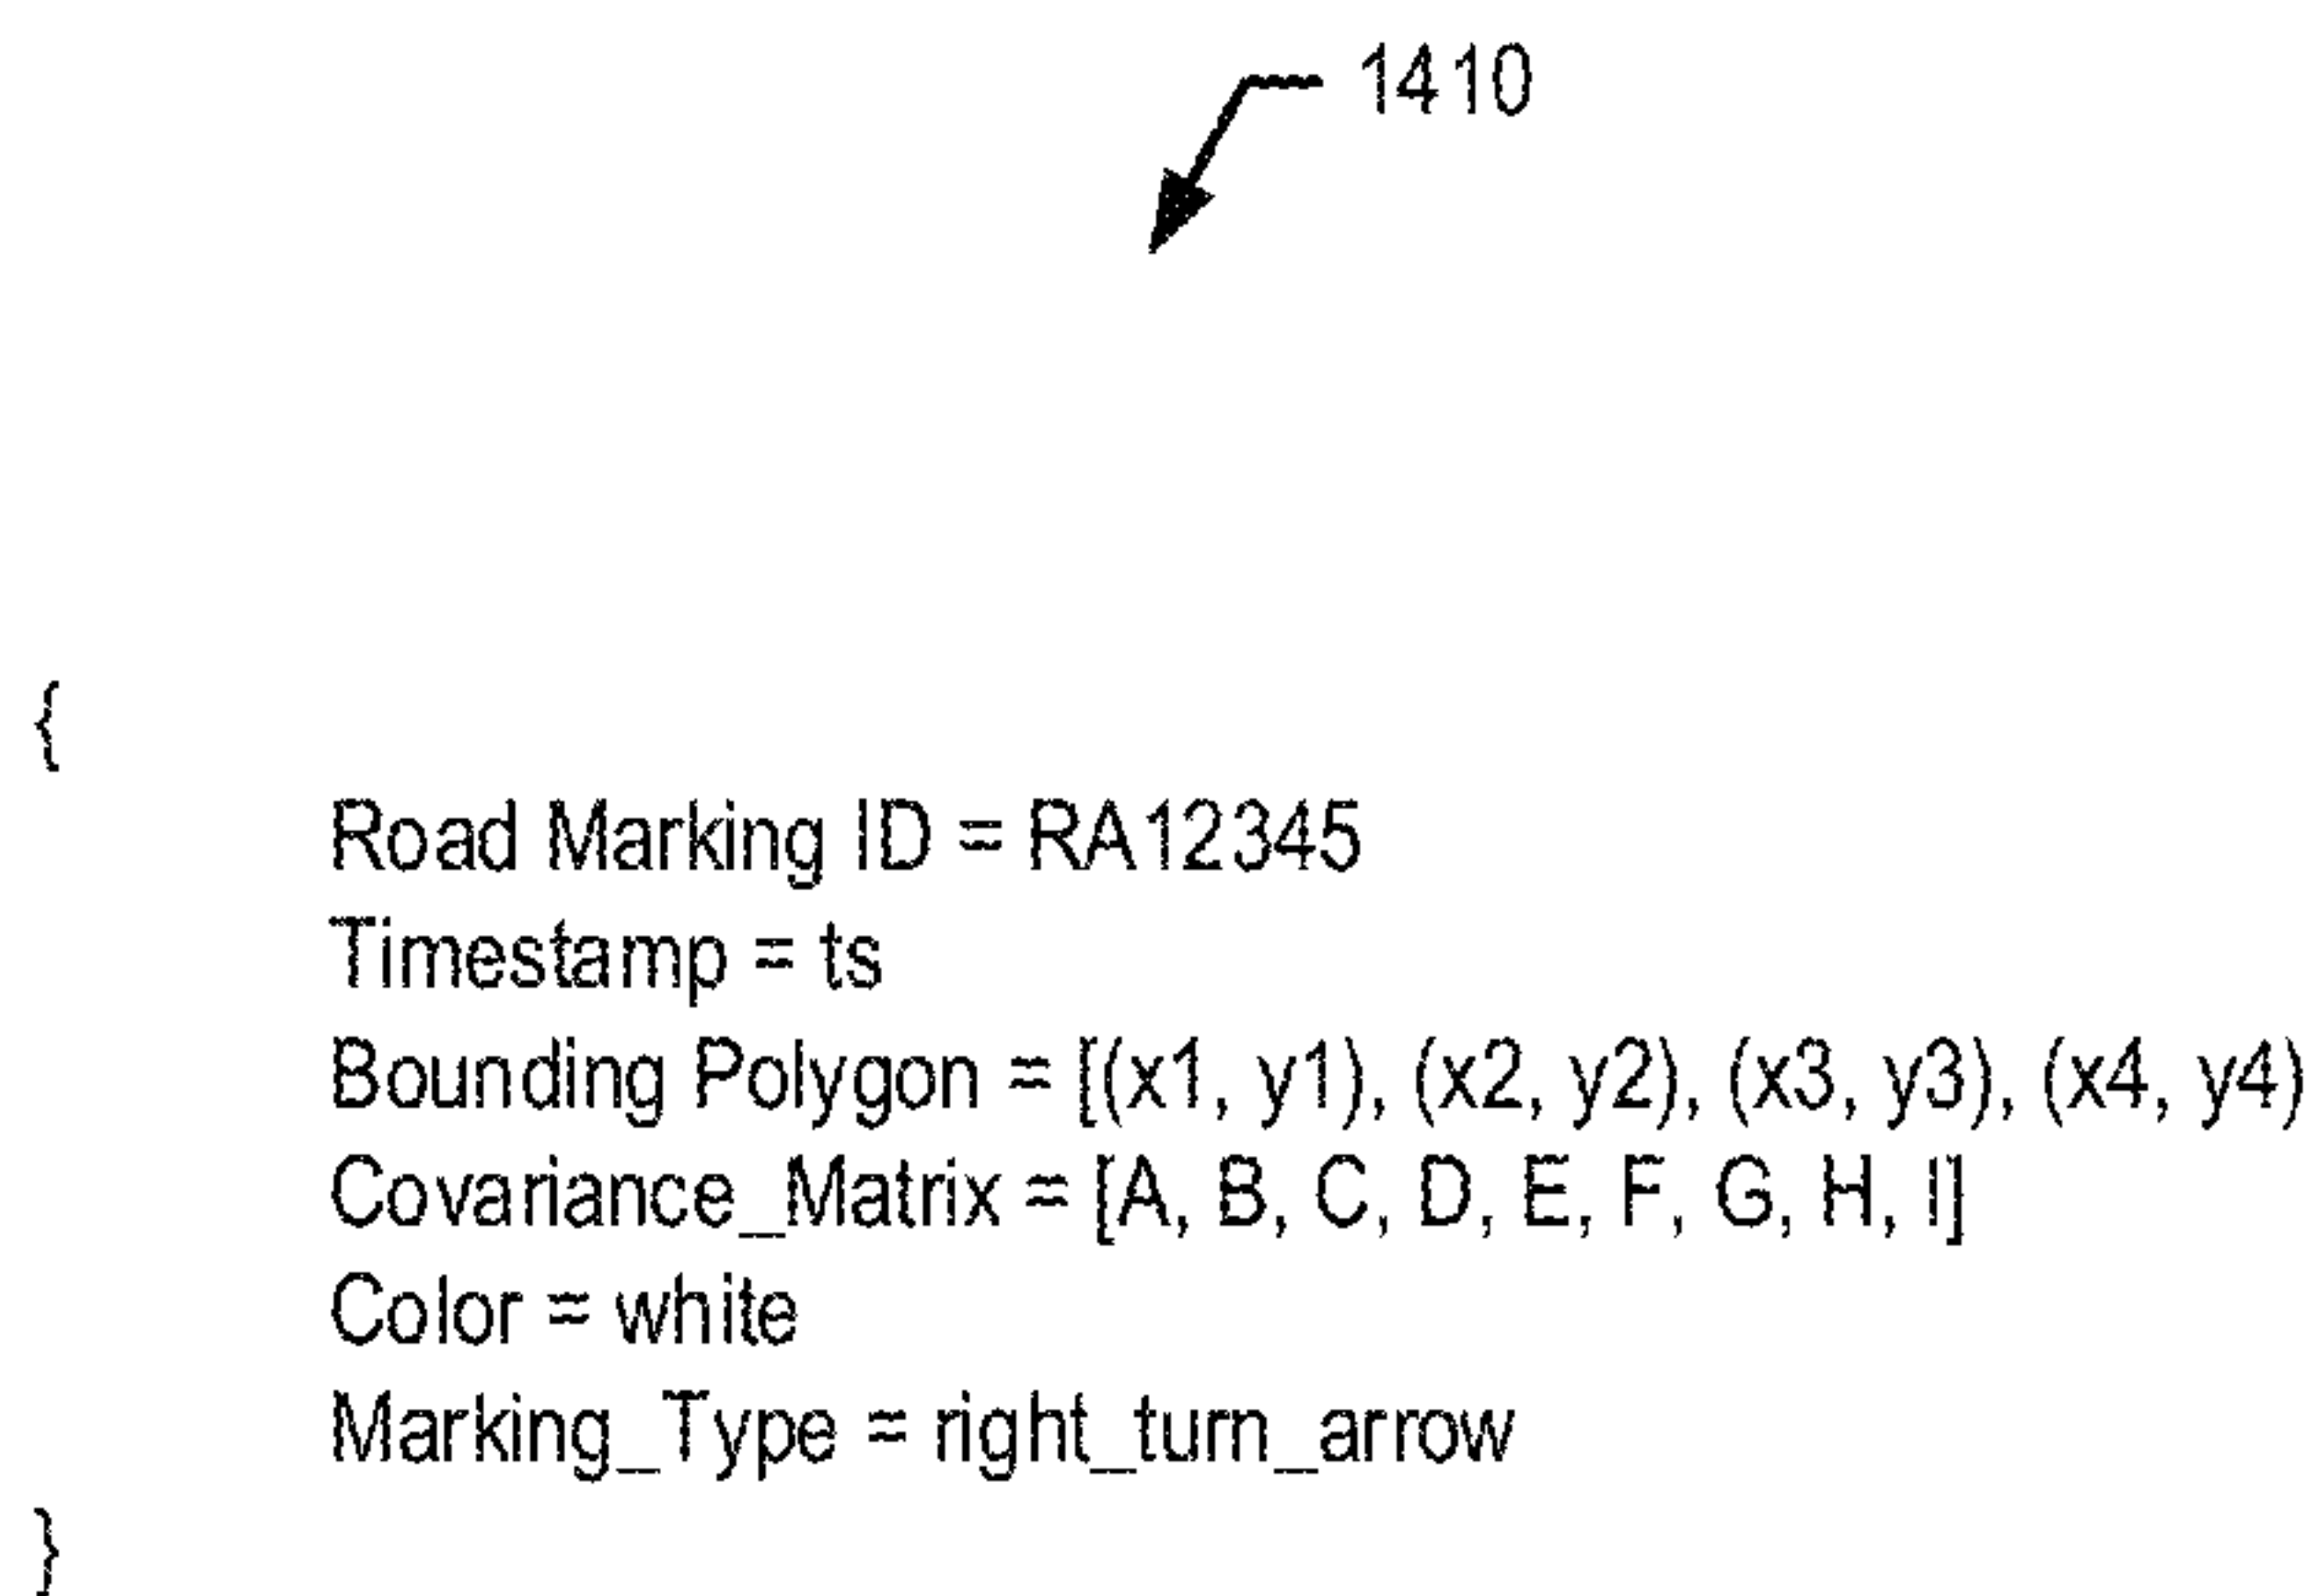 1410
{
Road Marking ID = RA12345
Timestamp = ts
Bounding Polygon = [(x1, y1), (x2, y2), (x3, y3), (x4, y4)
Covariance_Matrix = [A, B, C, D, E, F, G, H, I]
Color = white
Marking_Type = right_turn_arrow
}